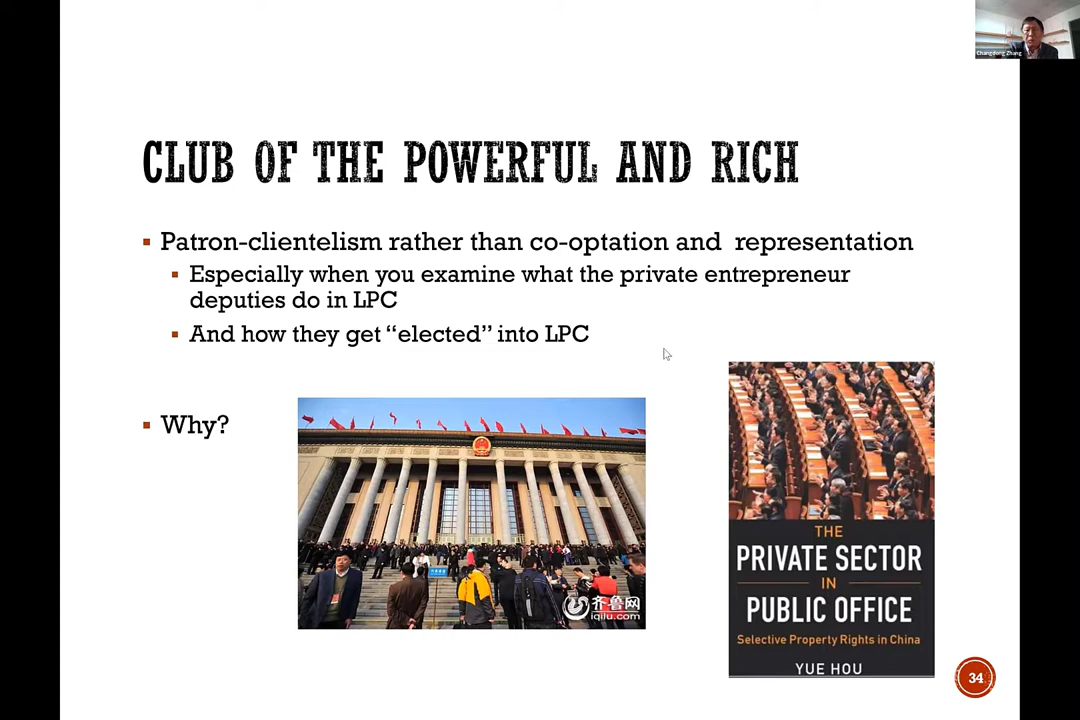 Changdong Zhang
CLUB OF THE POWERFUL AND RICH
Patron-clientelism rather than co-optation and representation
Especially when you examine what the private entrepreneur
deputies do in LPC
And how they get “elected” into LPC
Why?
齐鲁网
iqilu.com
THE
PRIVATE SECTOR
IN
PUBLIC OFFICE
Selective Property Rights in China
YUE HOU
34